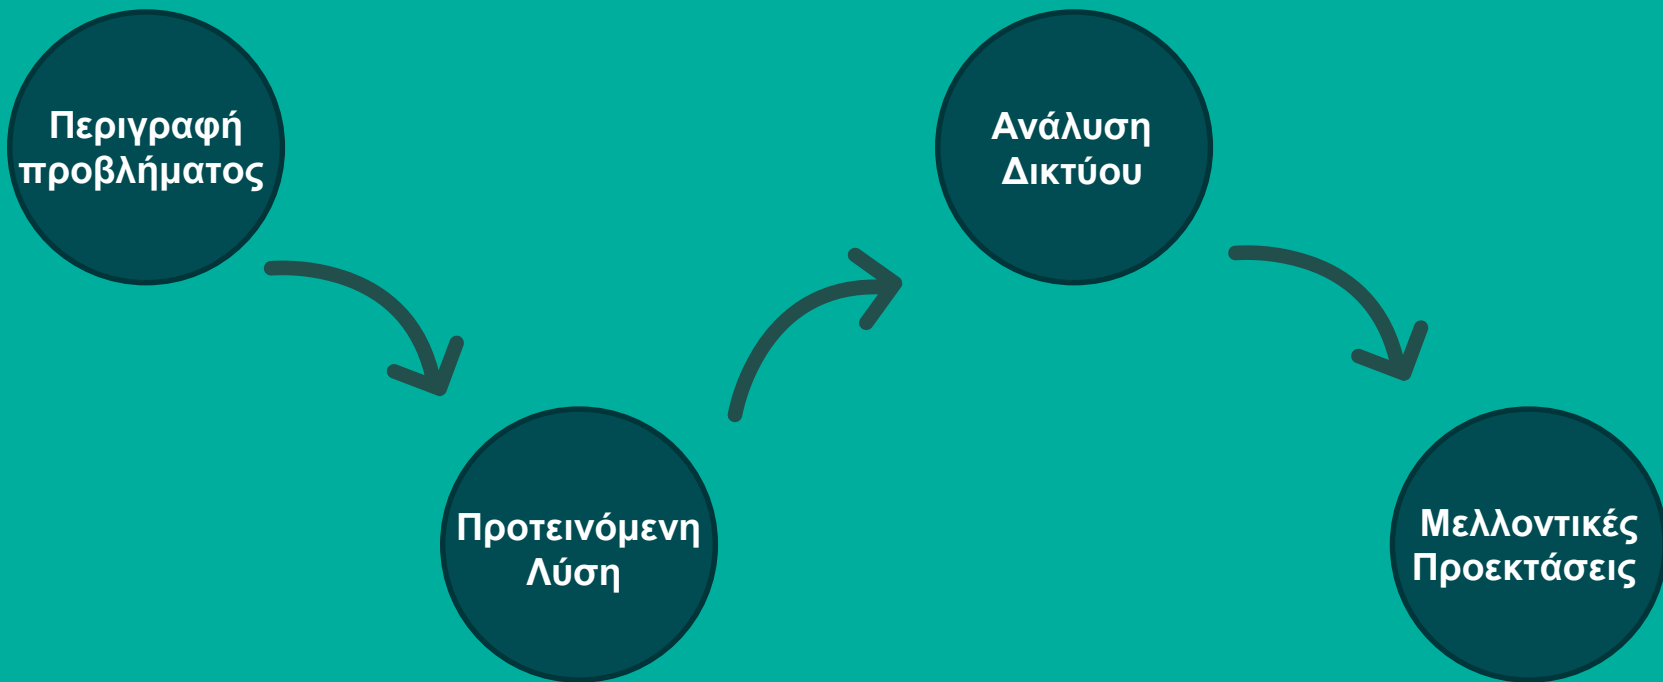 Περιγραφή
προβλήματος
Προτεινόμενη
Λύση
Ανάλυση
Δικτύου
Μελλοντικές
Προεκτάσεις